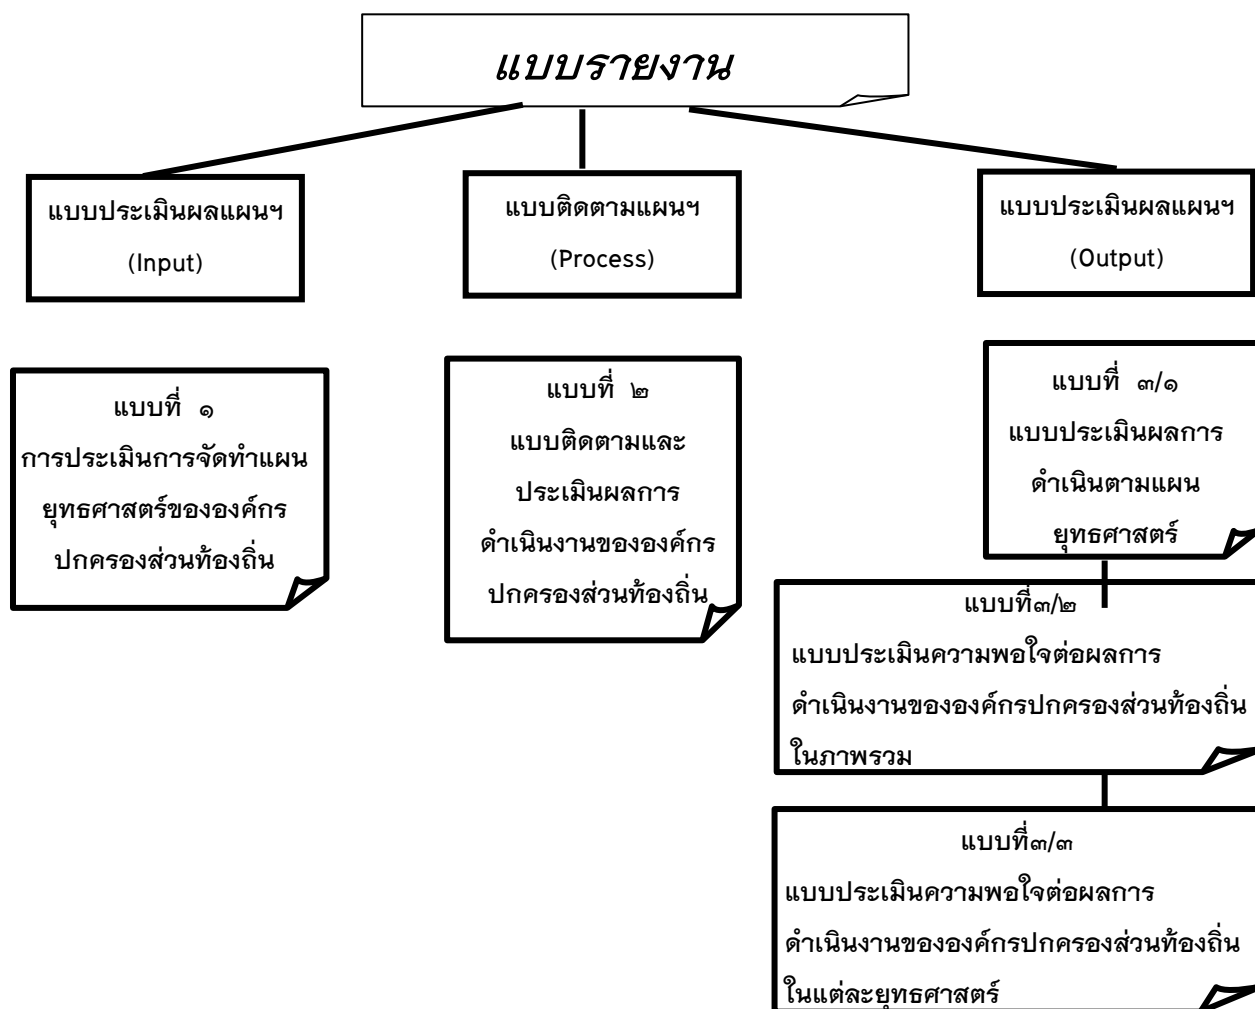 แบบรายงาน
แบบประเมินผลแผนฯ
(Input)
แบบติดตามแผนฯ
(Process)
แบบประเมินผลแผนฯ
(Output)
แบบที่ ๑
การประเมินการจัดทำแผน
ยุทธศาสตร์ขององค์กร
ปกครองส่วนท้องถิ่น
แบบที่ ๒
แบบติดตามและ
ประเมินผลการ
ดำเนินงานขององค์กร
ปกครองส่วนท้องถิ่น
แบบที่ ๓/๑
แบบประเมินผลการ
ดำเนินตามแผน
ยุทธศาสตร์
แบบที่๓/๒
แบบประเมินความพอใจต่อผลการ
ดำเนินงานขององค์กรปกครองส่วนท้องถิ่น
ในภาพรวม
แบบที่๓/๓
แบบประเมินความพอใจต่อผลการ
ดำเนินงานขององค์กรปกครองส่วนท้องถิ่น
ในแต่ละยุทธศาสตร์